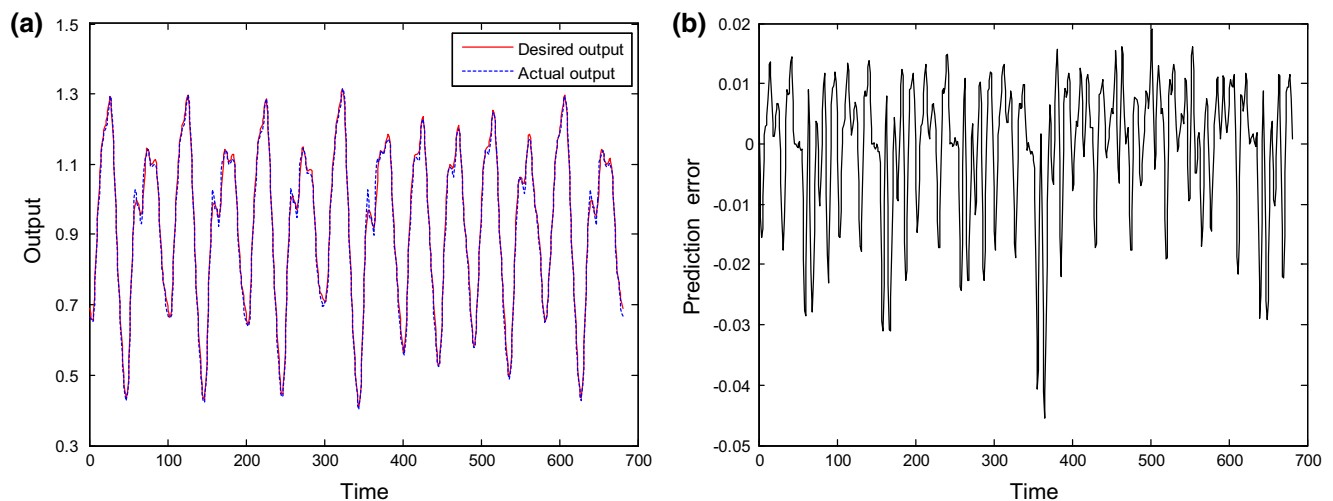 (a)
1.5
1.3
1.1
0.9
0.7
0.5
0.3
Output
Desired output
Actual output
0 100 200 300 400 500 600 700
Time
(b)
0.02
0.01
0
-0.01
-0.02
-0.03
-0.04
-0.05
Prediction error
0 100 200 300 400 500 600 700
Time